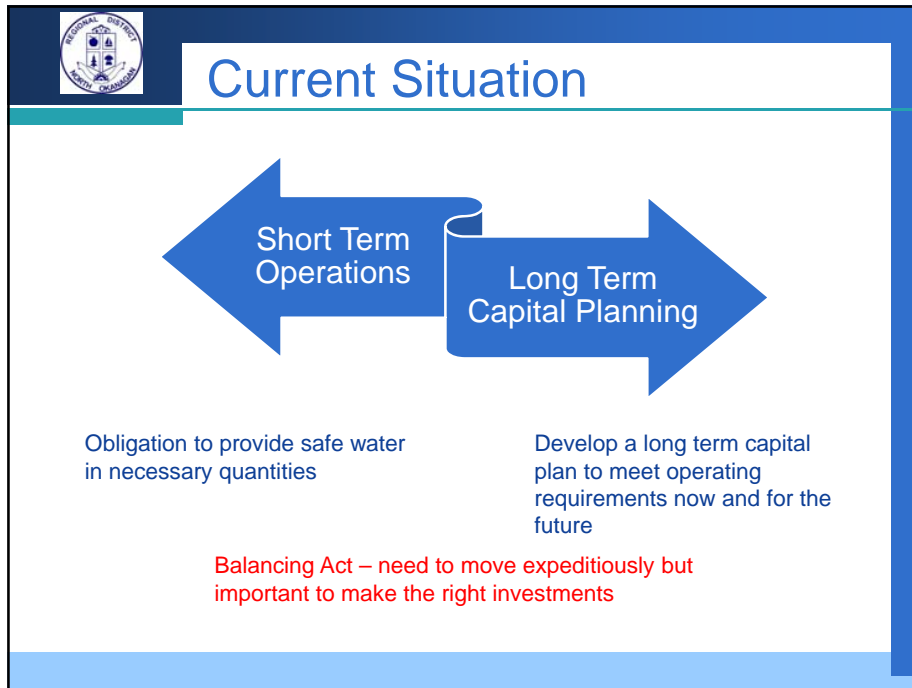 REGIONAL DISTRICT
NORTH OKANAGAN
Current Situation
Short Term
Operations
Long Term
Capital Planning
Obligation to provide safe water
in necessary quantities
Develop a long term capital
plan to meet operating
requirements now and for the
future
Balancing Act – need to move expeditiously but
important to make the right investments